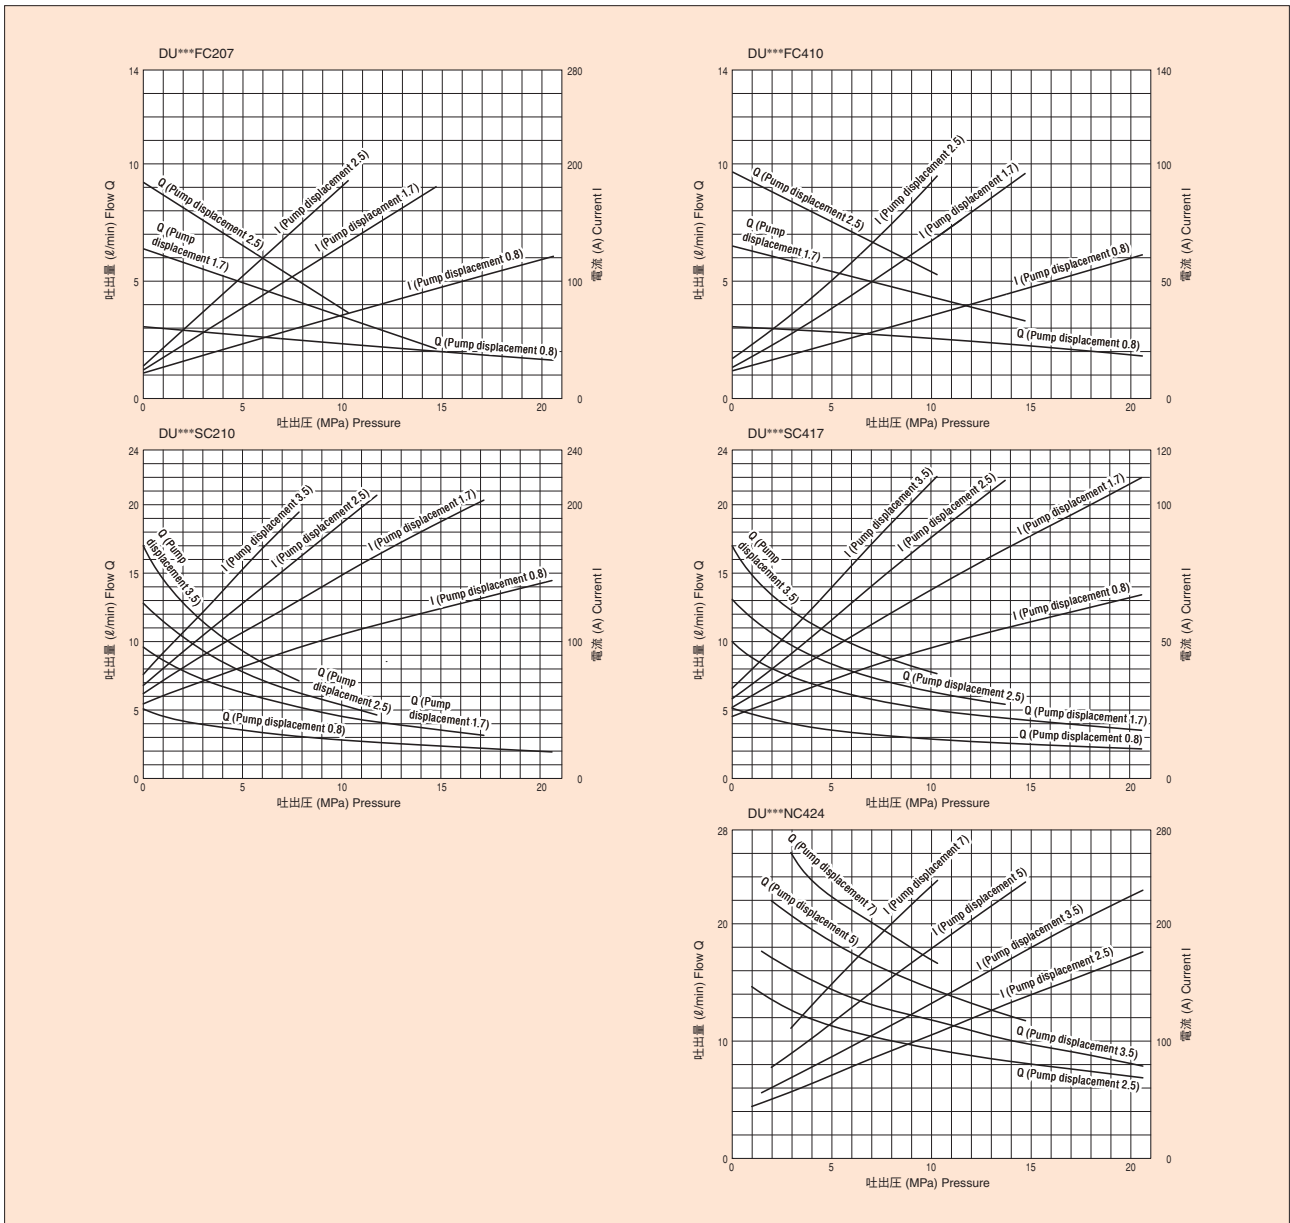 DU***FC207
14
10
5
0
280
200
100
0
0
5
10
15
20
吐出量 (ℓ/min) Flow Q
電流 (A) Current I
吐出圧 (MPa) Pressure
Q (Pump displacement 2.5)
Q (Pump
displacement 1.7)
I (Pump displacement 2.5)
I (Pump displacement 1.7)
I (Pump displacement 0.8)
Q (Pump displacement 0.8)
DU***FC410
14
10
5
0
140
100
50
0
0
5
10
15
20
吐出量 (ℓ/min) Flow Q
電流 (A) Current I
吐出圧 (MPa) Pressure
Q (Pump displacement 2.5)
Q (Pump
displacement 1.7)
I (Pump displacement 2.5)
I (Pump displacement 1.7)
I (Pump displacement 0.8)
Q (Pump displacement 0.8)
DU***SC210
24
20
15
10
5
0
240
200
100
0
0
5
10
15
20
吐出量 (ℓ/min) Flow Q
電流 (A) Current I
吐出圧 (MPa) Pressure
Q (Pump
displacement 3.5)
I (Pump displacement 3.5)
I (Pump displacement 2.5)
I (Pump displacement 1.7)
I (Pump displacement 0.8)
Q (Pump
displacement 2.5)
Q (Pump
displacement 1.7)
Q (Pump displacement 0.8)
DU***SC417
24
20
15
10
5
0
120
100
50
0
0
5
10
15
20
吐出量 (ℓ/min) Flow Q
電流 (A) Current I
吐出圧 (MPa) Pressure
Q (Pump
displacement 3.5)
I (Pump displacement 3.5)
I (Pump displacement 2.5)
I (Pump displacement 1.7)
I (Pump displacement 0.8)
Q (Pump displacement 2.5)
Q (Pump displacement 1.7)
Q (Pump displacement 0.8)
DU***NC424
28
20
10
0
280
200
100
0
0
5
10
15
20
吐出量 (ℓ/min) Flow Q
電流 (A) Current I
吐出圧 (MPa) Pressure
Q (Pump displacement 7)
Q (Pump displacement 5)
I (Pump displacement 7)
I (Pump displacement 5)
I (Pump displacement 3.5)
I (Pump displacement 2.5)
Q (Pump displacement 3.5)
Q (Pump displacement 2.5)